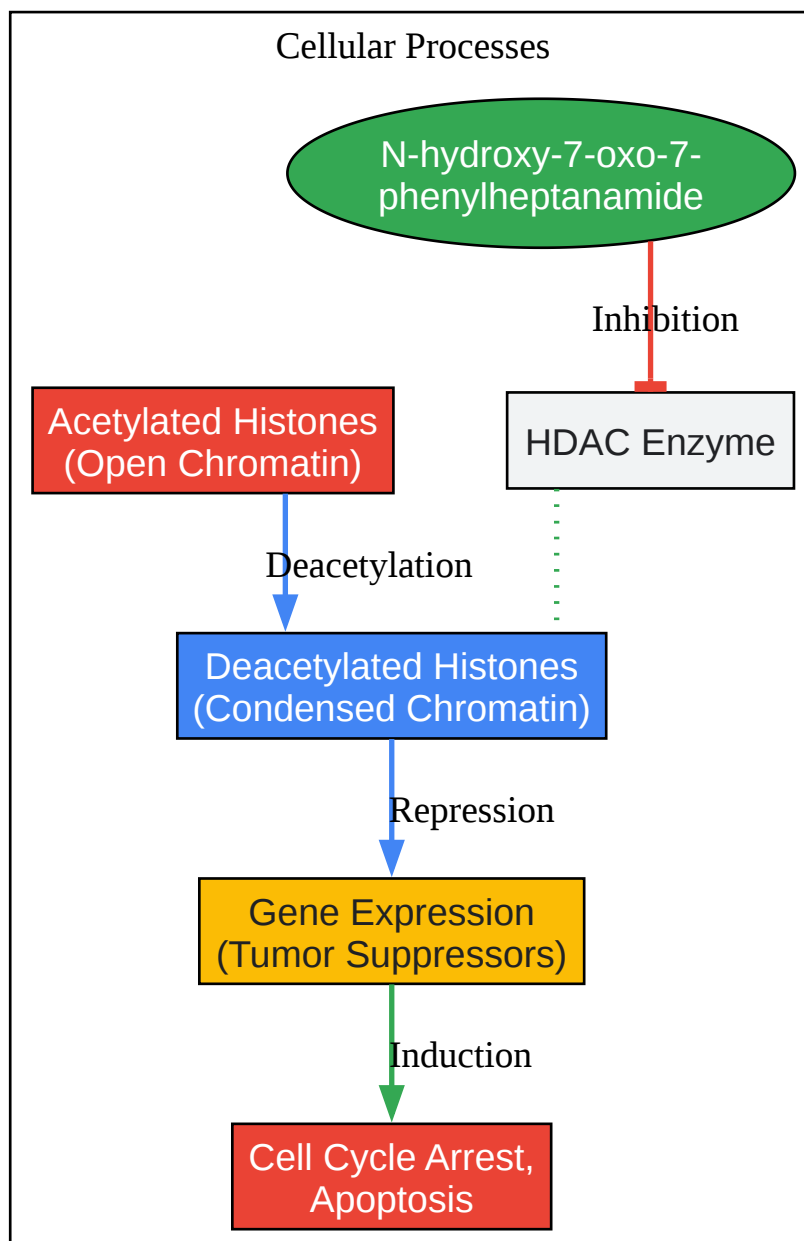 Cellular Processes
N-hydroxy-7-oxo-7-
phenylheptanamide
Inhibition
Acetylated Histones
(Open Chromatin)
HDAC Enzyme
Deacetylation
Deacetylated Histones
(Condensed Chromatin)
Repression
Gene Expression
(Tumor Suppressors)
Induction
Cell Cycle Arrest,
Apoptosis